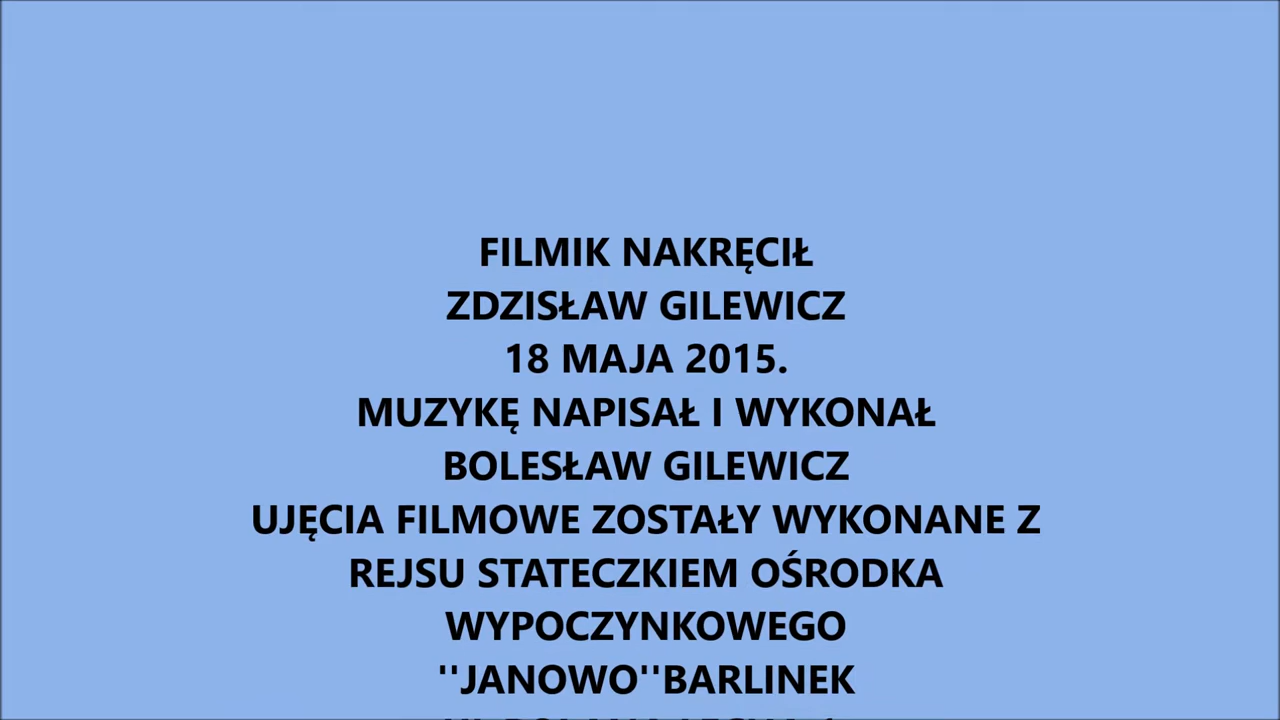 FILMIK NAKRĘCIŁ
ZDZISŁAW GILEWICZ
18 MAJA 2015.
MUZYKĘ NAPISAŁ I WYKONAŁ
BOLESŁAW GILEWICZ
UJĘCIA FILMOWE ZOSTAŁY WYKONANE Z
REJSU STATECZKIEM OŚRODKA
WYPOCZYNKOWEGO
''JANOWO''BARLINEK